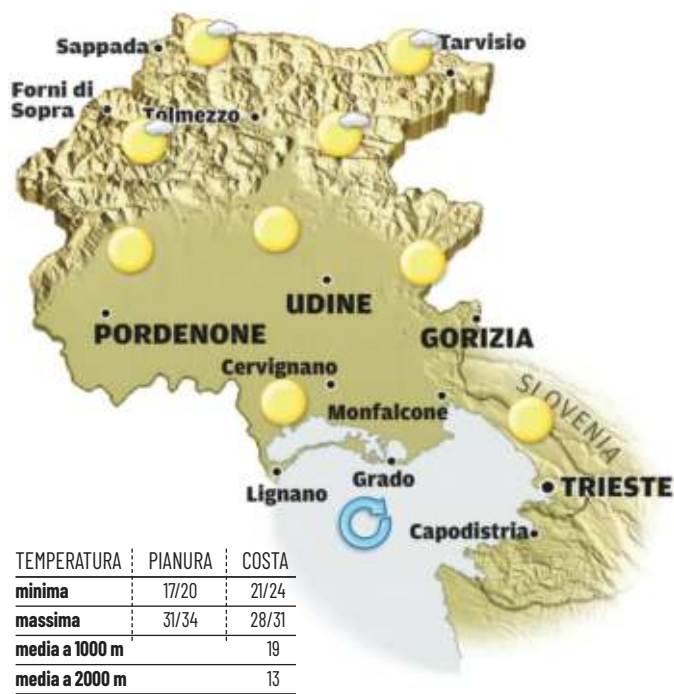 Sappada
Tarvisio
Forni di
Sopra
Tolmezzo
UDINE
PORDENONE
GORIZIA
Cervignano
SLOVENIA
Monfalcone
Grado
Lignano
TRIESTE
Capodistria
TEMPERATURA PIANURA COSTA
minima 17/20 21/24
massima 31/34 28/31
media a 1000 m 19
media a 2000 m 13